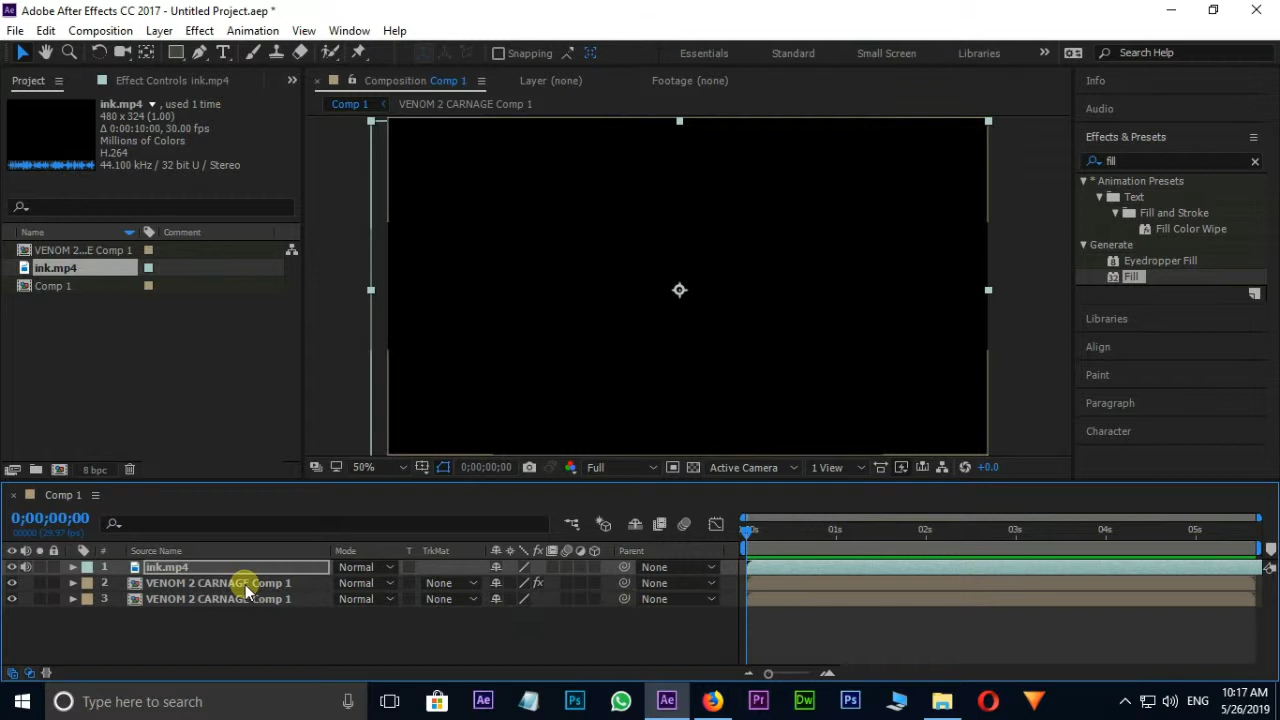 Adobe After Effects CC 2017 - Untitled Project.aep *
File Edit Composition Layer Effect Animation View Window Help
Snapping Essentials Standard Small Screen Libraries Search Help
Project Effect Controls ink.mp4
Composition Comp 1 Layer (none) Footage (none)
Comp 1 VENOM 2 CARNAGE Comp 1
ink.mp4 , used 1 time
480 x 324 (1.00)
Δ 0:00:10:00, 30.00 fps
Millions of Colors
H.264
44.100 kHz / 32 bit U / Stereo
Name Comment
VENOM 2...E Comp 1
ink.mp4
Comp 1
8 bpc
50% 0;00;00;00 Full Active Camera 1 View +0.0
Info
Audio
Effects & Presets
fill
* Animation Presets
Text
Fill and Stroke
Fill Color Wipe
Generate
Eyedropper Fill
Fill
Libraries
Align
Paint
Paragraph
Character
Comp 1
0;00;00;00
00000 (29.97 fps)
# Source Name Mode T TrkMat Parent
1 ink.mp4 Normal None
2 VENOM 2 CARNAGE Comp 1 Normal None None
3 VENOM 2 CARNAGE Comp 1 Normal None None
01s 02s 03s 04s 05s
Type here to search
ENG
10:17 AM
5/26/2019